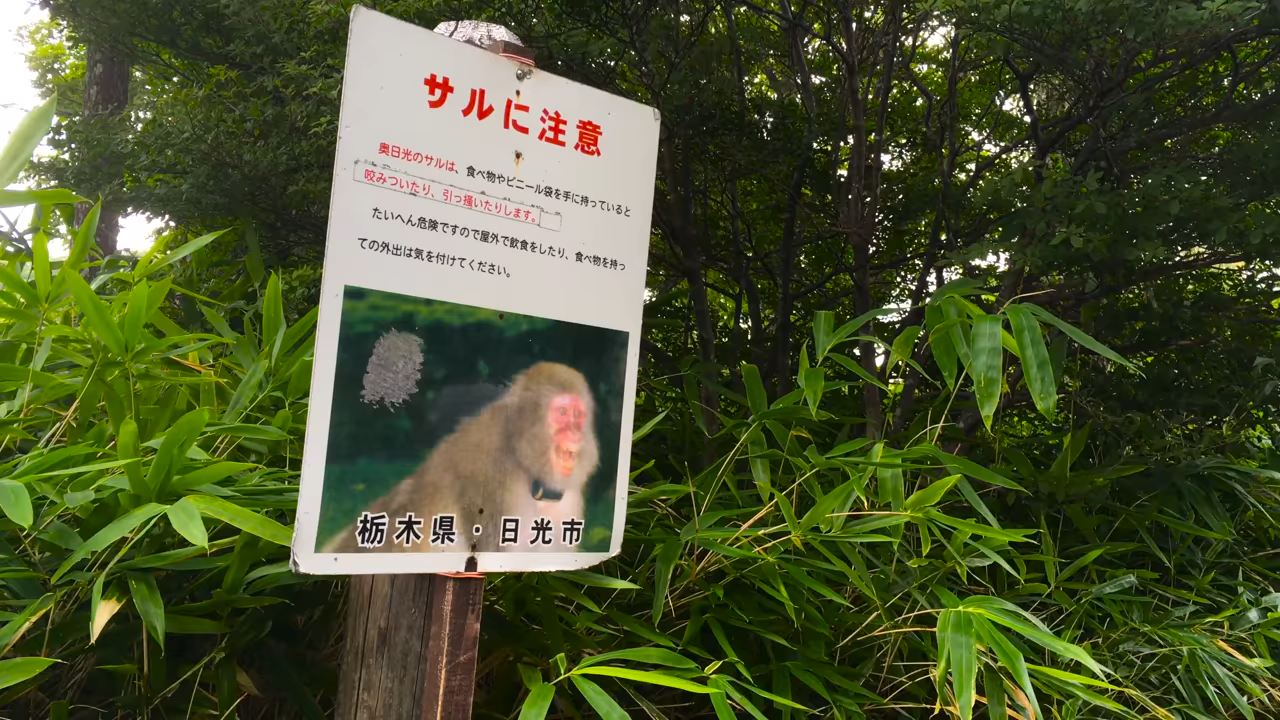 サルに注意
奥日光のサルは、食べ物やビニール袋を手に持っていると
咬みついたり、引っ掻いたりします。
たいへん危険ですので屋外で飲食をしたり、食べ物を持っ
ての外出は気を付けてください。
栃木県・日光市